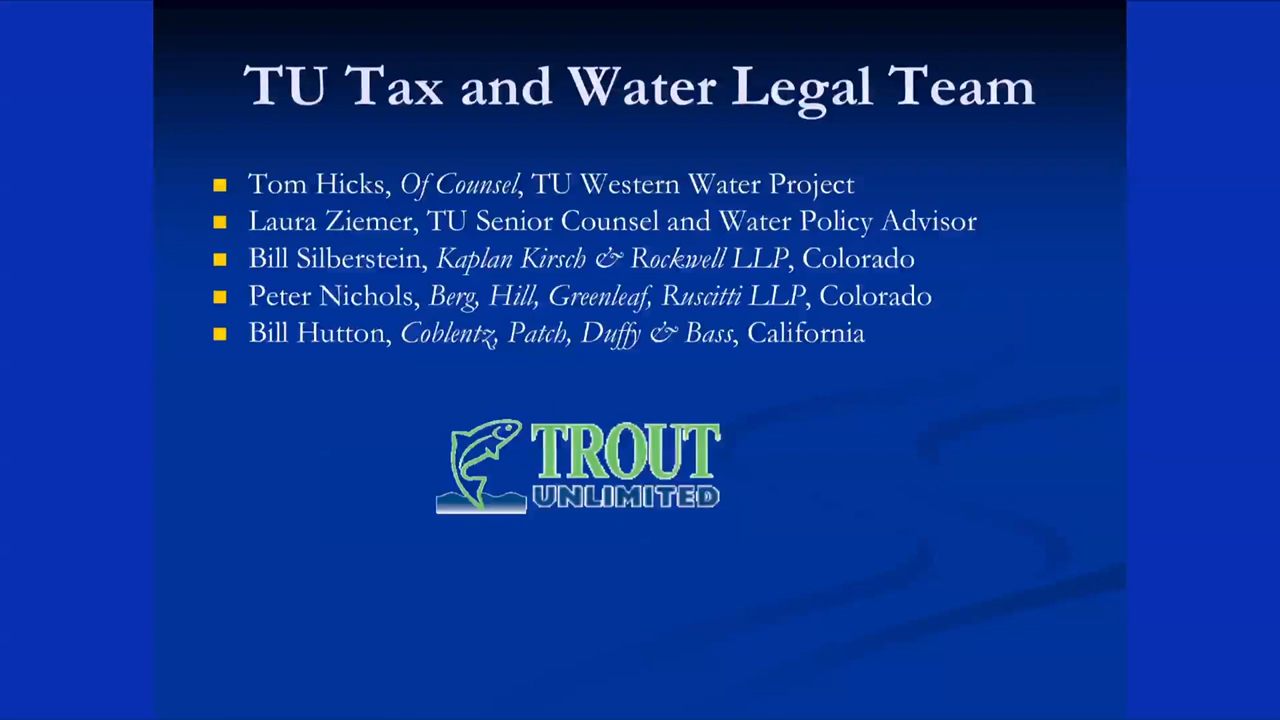 TU Tax and Water Legal Team
Tom Hicks, Of Counsel, TU Western Water Project
Laura Ziemer, TU Senior Counsel and Water Policy Advisor
Bill Silberstein, Kaplan Kirsch & Rockwell LLP, Colorado
Peter Nichols, Berg, Hill, Greenleaf, Ruscitti LLP, Colorado
Bill Hutton, Coblentz, Patch, Duffy & Bass, California
TROUT
UNLIMITED